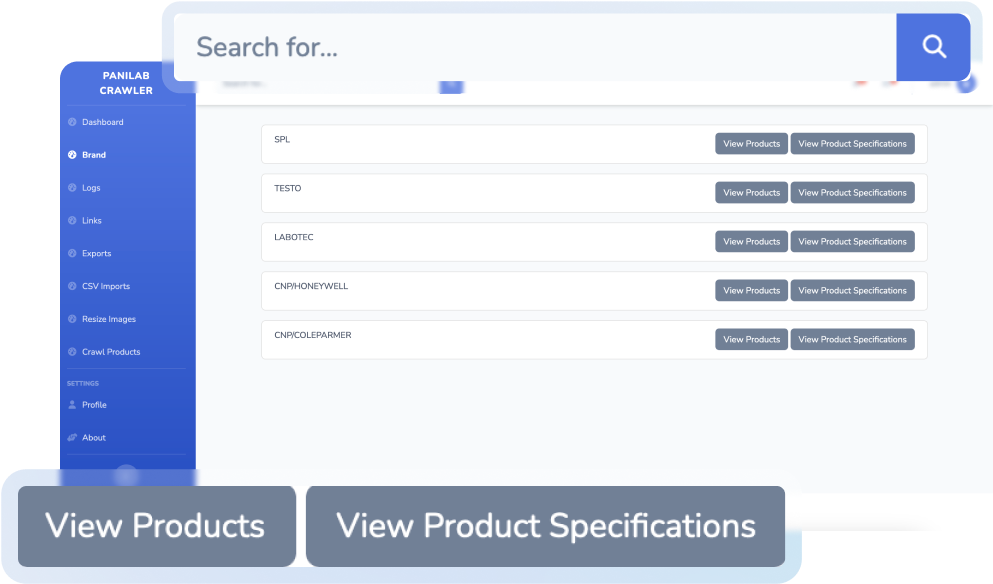 Search for...
PANILAB
CRAWLER
Dashboard
Brand
Logs
Links
Exports
CSV Imports
Resize Images
Crawl Products
SETTINGS
Profile
About
SPL
View Products View Product Specifications
TESTO
View Products View Product Specifications
LABOTEC
View Products View Product Specifications
CNP/HONEYWELL
View Products View Product Specifications
CNP/COLEPARMER
View Products View Product Specifications
View Products View Product Specifications